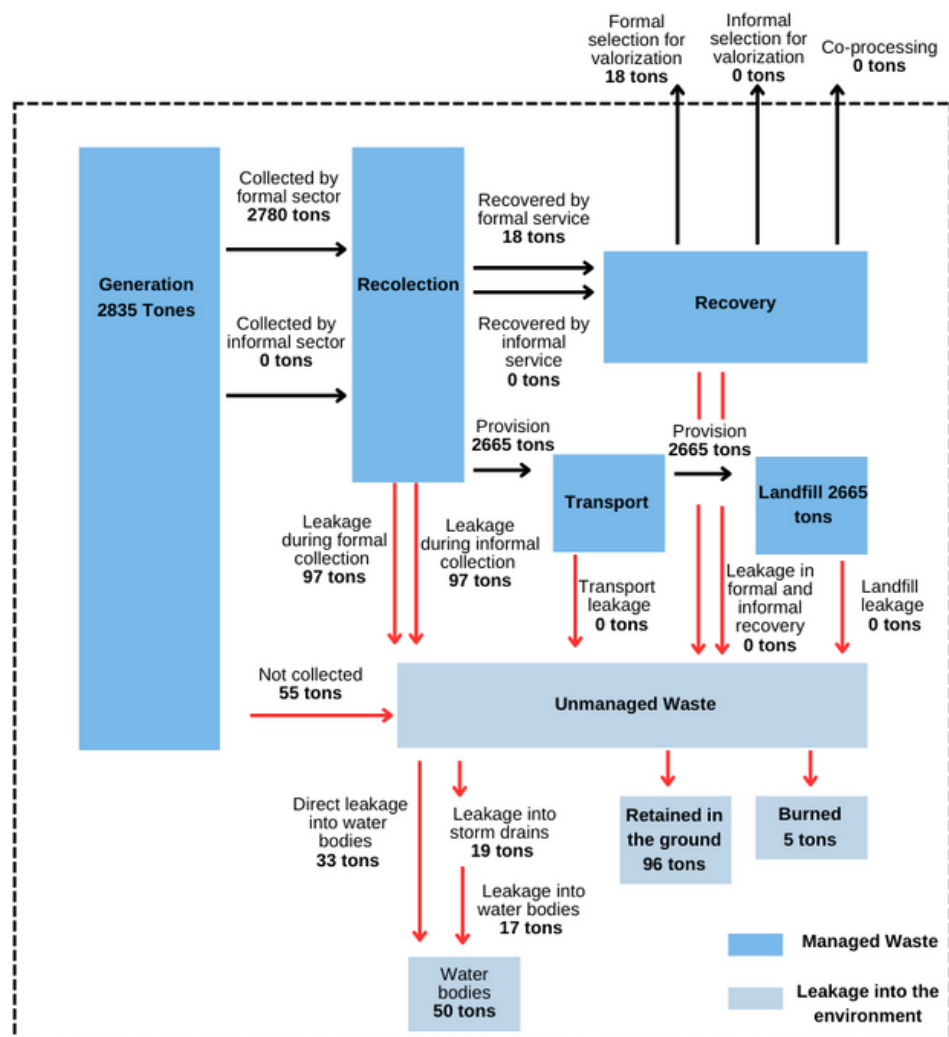 Formal
selection for
valorization
18 tons
Informal
selection for
valorization
0 tons
Co-processing
0 tons
Generation
2835 Tones
Collected by
formal sector
2780 tons
Collected by
informal sector
0 tons
Recolection
Recovered by
formal service
18 tons
Recovered by
informal
service
0 tons
Recovery
Provision
2665 tons
Transport
Provision
2665 tons
Landfill 2665
tons
Leakage
during formal
collection
97 tons
Leakage
during informal
collection
97 tons
Transport
leakage
0 tons
Leakage in
formal and
informal
recovery
0 tons
Landfill
leakage
0 tons
Not collected
55 tons
Unmanaged Waste
Direct leakage
into water
bodies
33 tons
Leakage into
storm drains
19 tons
Leakage into
water bodies
17 tons
Retained in
the ground
96 tons
Burned
5 tons
Water
bodies
50 tons
Managed Waste
Leakage into the
environment